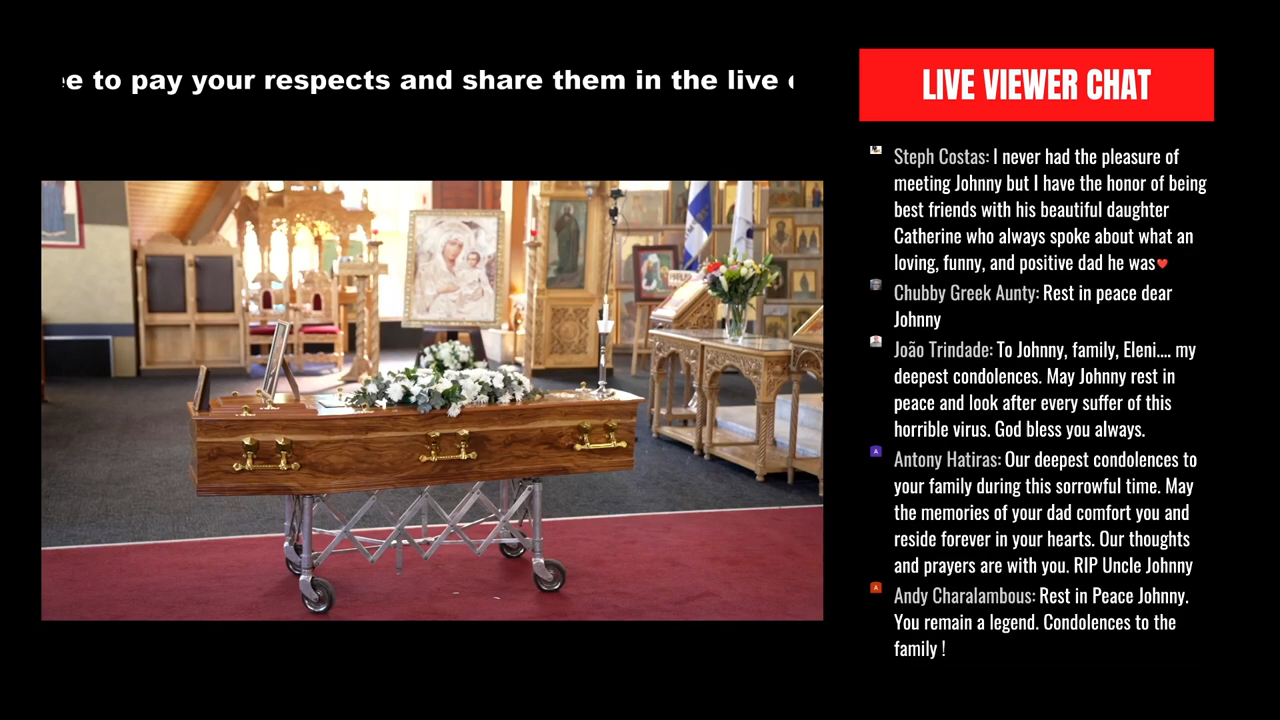 to pay your respects and share them in the live
LIVE VIEWER CHAT
Steph Costas: I never had the pleasure of
meeting Johnny but I have the honor of being
best friends with his beautiful daughter
Catherine who always spoke about what an
loving, funny, and positive dad he was❤
Chubby Greek Aunty: Rest in peace dear
Johnny
João Trindade: To Johnny, family, Eleni.... my
deepest condolences. May Johnny rest in
peace and look after every suffer of this
horrible virus. God bless you always.
A
Antony Hatiras: Our deepest condolences to
your family during this sorrowful time. May
the memories of your dad comfort you and
reside forever in your hearts. Our thoughts
and prayers are with you. RIP Uncle Johnny
A
Andy Charalambous: Rest in Peace Johnny.
You remain a legend. Condolences to the
family !